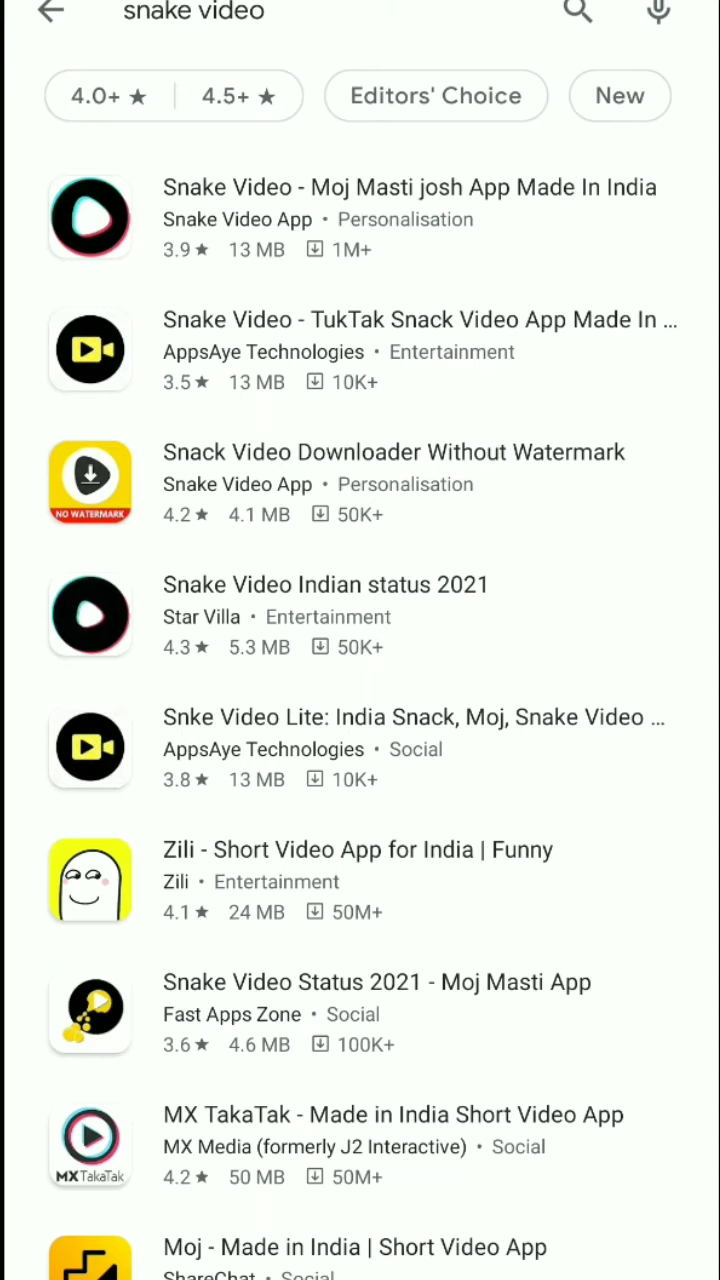 snake video
4.0+ ★ 4.5+ ★ Editors' Choice New
Snake Video - Moj Masti josh App Made In India
Snake Video App • Personalisation
3.9 ★ 13 MB 1M+
Snake Video - TukTak Snack Video App Made In ...
AppsAye Technologies • Entertainment
3.5 ★ 13 MB 10K+
Snack Video Downloader Without Watermark
Snake Video App • Personalisation
NO WATERMARK
4.2 ★ 4.1 MB 50K+
Snake Video Indian status 2021
Star Villa • Entertainment
4.3 ★ 5.3 MB 50K+
Snke Video Lite: India Snack, Moj, Snake Video ...
AppsAye Technologies • Social
3.8 ★ 13 MB 10K+
Zili - Short Video App for India | Funny
Zili • Entertainment
4.1 ★ 24 MB 50M+
Snake Video Status 2021 - Moj Masti App
Fast Apps Zone • Social
3.6 ★ 4.6 MB 100K+
MX TakaTak - Made in India Short Video App
MX Media (formerly J2 Interactive) • Social
MX TakaTak
4.2 ★ 50 MB 50M+
Moj - Made in India | Short Video App
ShareChat • Social